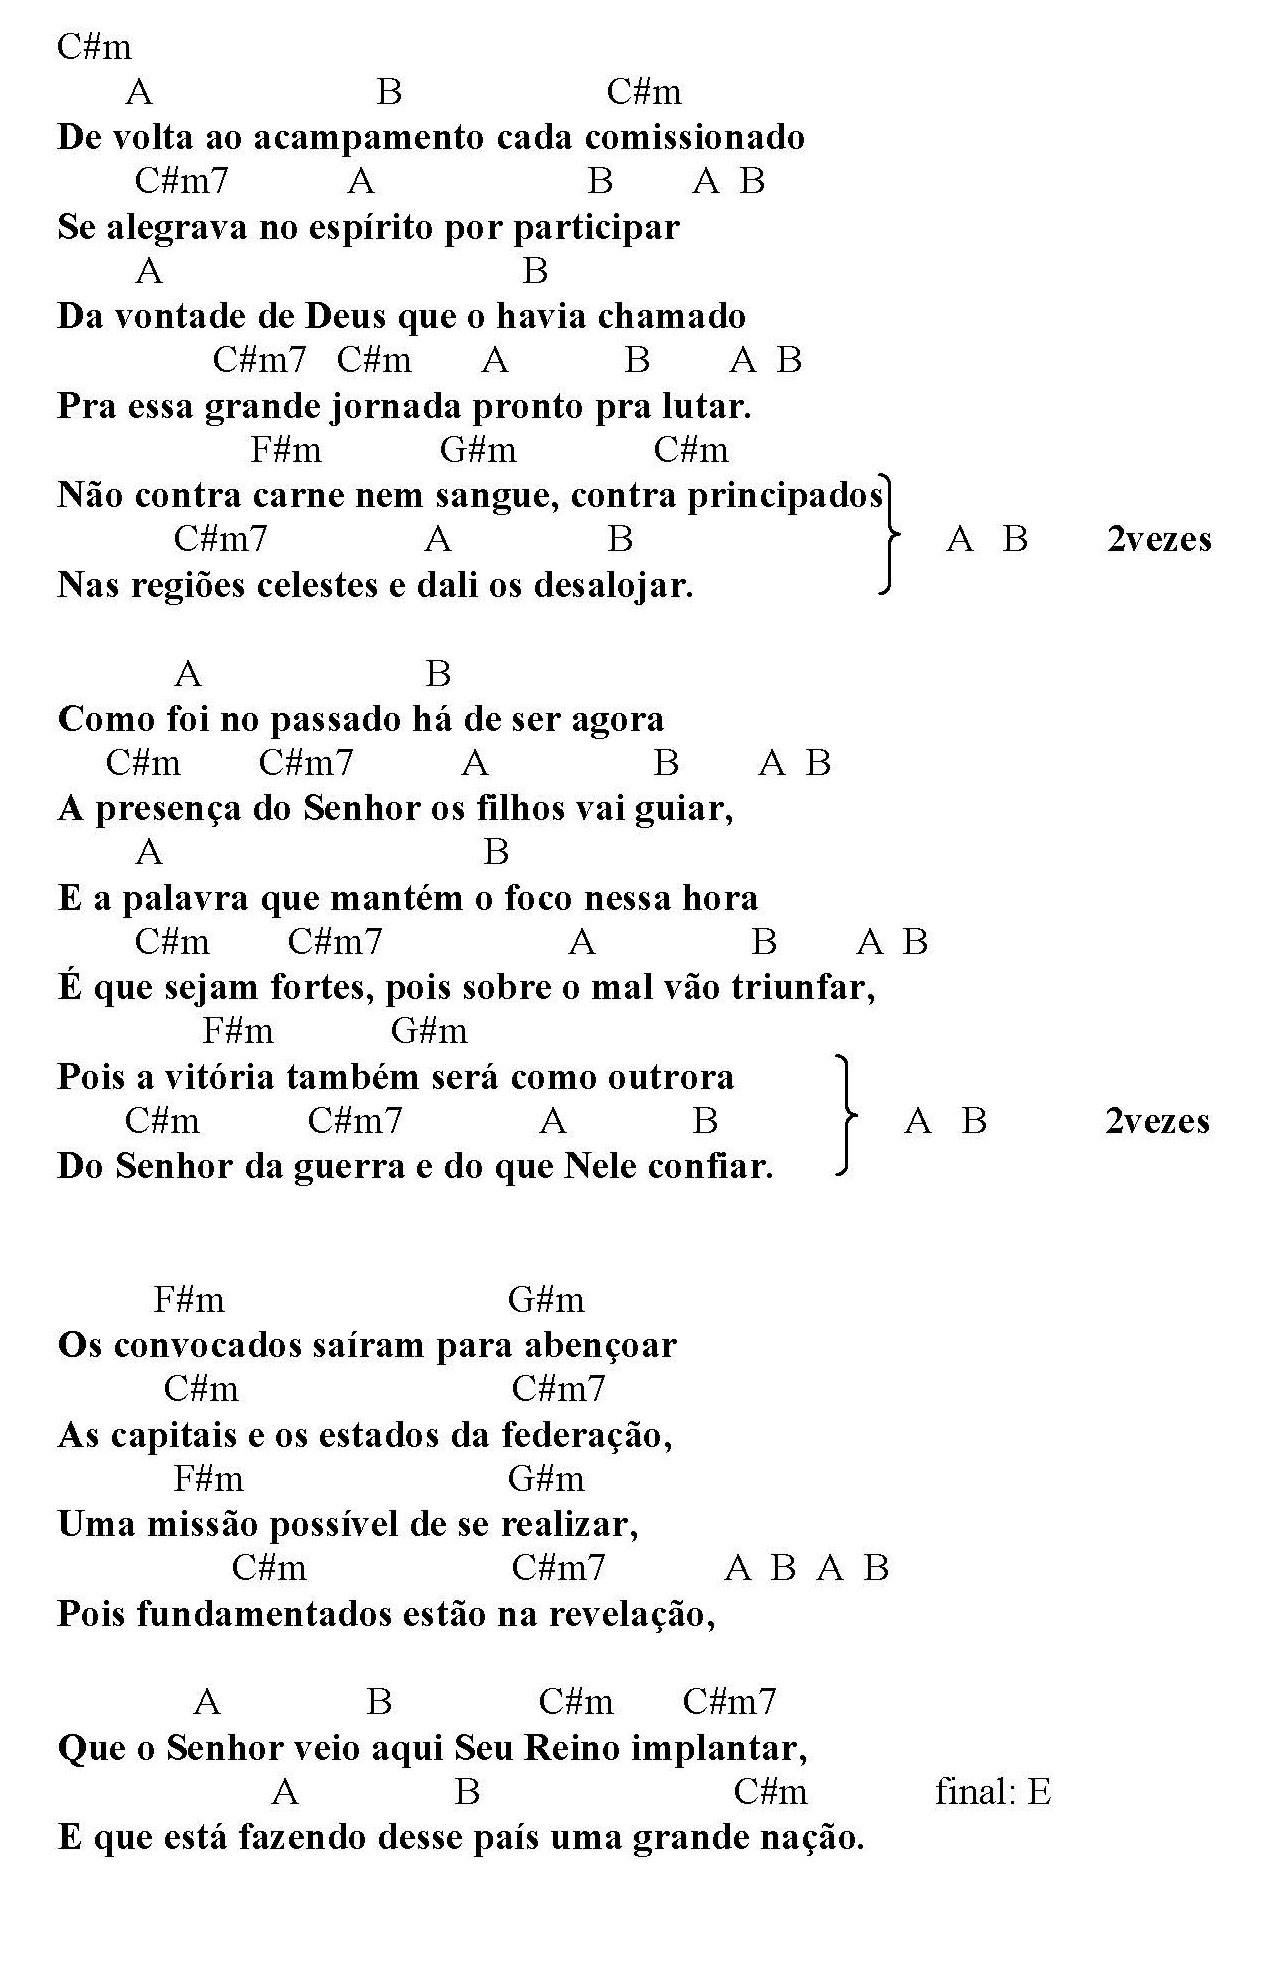 C#m
A B C#m
De volta ao acampamento cada comissionado
C#m7 A B A B
Se alegrava no espírito por participar
A B
Da vontade de Deus que o havia chamado
C#m7 C#m A B A B
Pra essa grande jornada pronto pra lutar.
F#m G#m C#m
Não contra carne nem sangue, contra principados
C#m7 A B A B 2vezes
Nas regiões celestes e dali os desalojar.
A B
Como foi no passado há de ser agora
C#m C#m7 A B A B
A presença do Senhor os filhos vai guiar,
A B
E a palavra que mantém o foco nessa hora
C#m C#m7 A B A B
É que sejam fortes, pois sobre o mal vão triunfar,
F#m G#m
Pois a vitória também será como outrora
C#m C#m7 A B A B 2vezes
Do Senhor da guerra e do que Nele confiar.
F#m G#m
Os convocados saíram para abençoar
C#m C#m7
As capitais e os estados da federação,
F#m G#m
Uma missão possível de se realizar,
C#m C#m7 A B A B
Pois fundamentados estão na revelação,
A B C#m C#m7
Que o Senhor veio aqui Seu Reino implantar,
A B C#m final: E
E que está fazendo desse país uma grande nação.